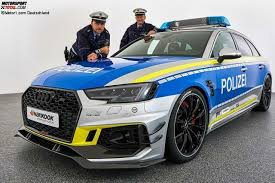 MOTORSPORT
TOTAL.COM
© Motor1.com Deutschland
POLIZEI
POLIZEI
HANKOOK